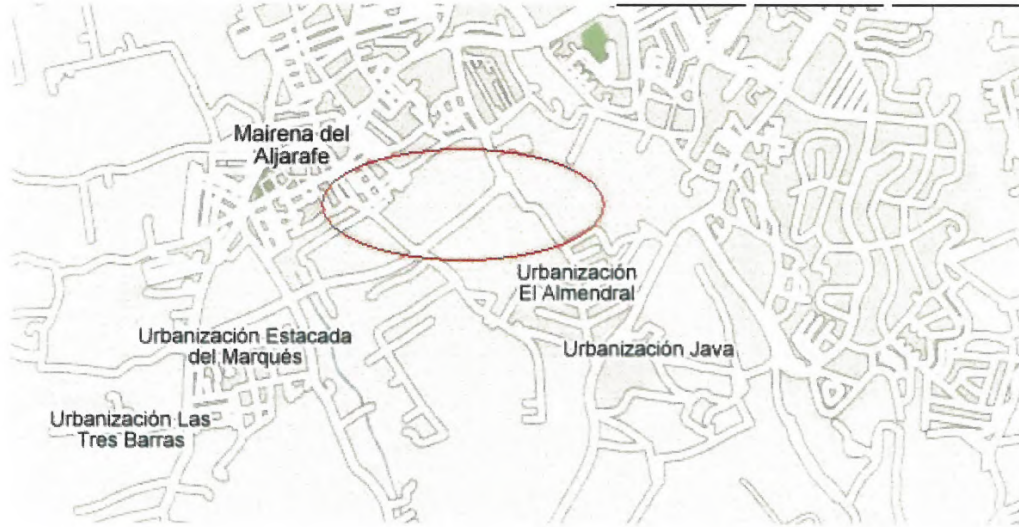 Mairena del
Aljarafe
Urbanización
El Almendral
Urbanización Estacada
del Marqués
Urbanización Java
Urbanización Las
Tres Barras